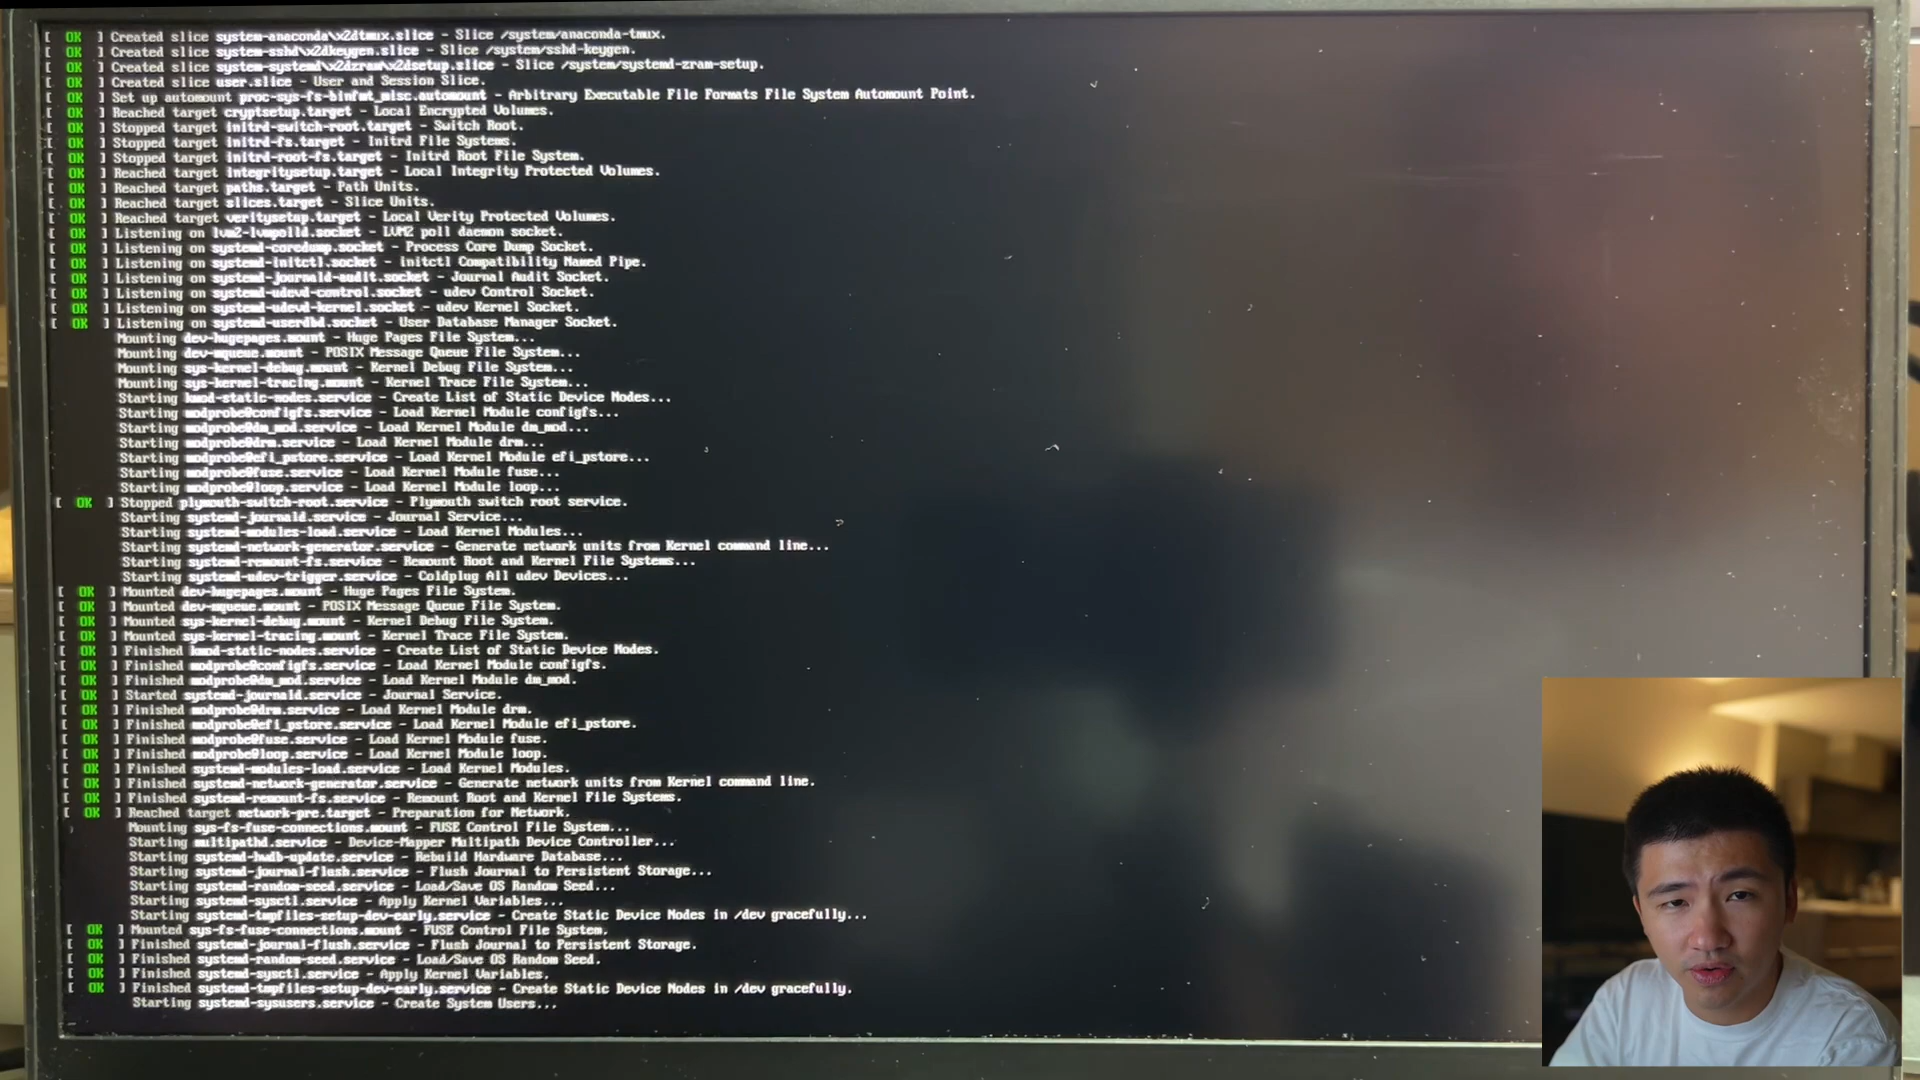 [ OK ] Created slice system-anaconda\x2dtmux.slice - Slice /system/anaconda-tmux.
[ OK ] Created slice system-sshd\x2dkeygen.slice - Slice /system/sshd-keygen.
[ OK ] Created slice system-systemd\x2dzram\x2dsetup.slice - Slice /system/systemd-zram-setup.
[ OK ] Created slice user.slice - User and Session Slice.
[ OK ] Set up automount proc-sys-fs-binfmt_misc.automount - Arbitrary Executable File Formats File System Automount Point.
[ OK ] Reached target cryptsetup.target - Local Encrypted Volumes.
[ OK ] Stopped target initrd-switch-root.target - Switch Root.
[ OK ] Stopped target initrd-fs.target - Initrd File Systems.
[ OK ] Stopped target initrd-root-fs.target - Initrd Root File System.
[ OK ] Reached target integritysetup.target - Local Integrity Protected Volumes.
[ OK ] Reached target paths.target - Path Units.
[ OK ] Reached target slices.target - Slice Units.
[ OK ] Reached target veritysetup.target - Local Verity Protected Volumes.
[ OK ] Listening on lvm2-lvmpolld.socket - LVM2 poll daemon socket.
[ OK ] Listening on systemd-coredump.socket - Process Core Dump Socket.
[ OK ] Listening on systemd-initctl.socket - initctl Compatibility Named Pipe.
[ OK ] Listening on systemd-journald-audit.socket - Journal Audit Socket.
[ OK ] Listening on systemd-udevd-control.socket - udev Control Socket.
[ OK ] Listening on systemd-udevd-kernel.socket - udev Kernel Socket.
[ OK ] Listening on systemd-userdbd.socket - User Database Manager Socket.
Mounting dev-hugepages.mount - Huge Pages File System...
Mounting dev-mqueue.mount - POSIX Message Queue File System...
Mounting sys-kernel-debug.mount - Kernel Debug File System...
Mounting sys-kernel-tracing.mount - Kernel Trace File System...
Starting kmod-static-nodes.service - Create List of Static Device Nodes...
Starting modprobe@configfs.service - Load Kernel Module configfs...
Starting modprobe@dm_mod.service - Load Kernel Module dm_mod...
Starting modprobe@drm.service - Load Kernel Module drm...
Starting modprobe@efi_pstore.service - Load Kernel Module efi_pstore...
Starting modprobe@fuse.service - Load Kernel Module fuse...
Starting modprobe@loop.service - Load Kernel Module loop...
[ OK ] Stopped plymouth-switch-root.service - Plymouth switch root service.
Starting systemd-journald.service - Journal Service...
Starting systemd-modules-load.service - Load Kernel Modules...
Starting systemd-network-generator.service - Generate network units from Kernel command line...
Starting systemd-remount-fs.service - Remount Root and Kernel File Systems...
Starting systemd-udev-trigger.service - Coldplug All udev Devices...
[ OK ] Mounted dev-hugepages.mount - Huge Pages File System.
[ OK ] Mounted dev-mqueue.mount - POSIX Message Queue File System.
[ OK ] Mounted sys-kernel-debug.mount - Kernel Debug File System.
[ OK ] Mounted sys-kernel-tracing.mount - Kernel Trace File System.
[ OK ] Finished kmod-static-nodes.service - Create List of Static Device Nodes.
[ OK ] Finished modprobe@configfs.service - Load Kernel Module configfs.
[ OK ] Finished modprobe@dm_mod.service - Load Kernel Module dm_mod.
[ OK ] Started systemd-journald.service - Journal Service.
[ OK ] Finished modprobe@drm.service - Load Kernel Module drm.
[ OK ] Finished modprobe@efi_pstore.service - Load Kernel Module efi_pstore.
[ OK ] Finished modprobe@fuse.service - Load Kernel Module fuse.
[ OK ] Finished modprobe@loop.service - Load Kernel Module loop.
[ OK ] Finished systemd-modules-load.service - Load Kernel Modules.
[ OK ] Finished systemd-network-generator.service - Generate network units from Kernel command line.
[ OK ] Finished systemd-remount-fs.service - Remount Root and Kernel File Systems.
[ OK ] Reached target network-pre.target - Preparation for Network.
Mounting sys-fs-fuse-connections.mount - FUSE Control File System...
Starting multipathd.service - Device-Mapper Multipath Device Controller...
Starting systemd-hwdb-update.service - Rebuild Hardware Database...
Starting systemd-journal-flush.service - Flush Journal to Persistent Storage...
Starting systemd-random-seed.service - Load/Save OS Random Seed...
Starting systemd-sysctl.service - Apply Kernel Variables...
Starting systemd-tmpfiles-setup-dev-early.service - Create Static Device Nodes in /dev gracefully...
[ OK ] Mounted sys-fs-fuse-connections.mount - FUSE Control File System.
[ OK ] Finished systemd-journal-flush.service - Flush Journal to Persistent Storage.
[ OK ] Finished systemd-random-seed.service - Load/Save OS Random Seed.
[ OK ] Finished systemd-sysctl.service - Apply Kernel Variables.
[ OK ] Finished systemd-tmpfiles-setup-dev-early.service - Create Static Device Nodes in /dev gracefully.
Starting systemd-sysusers.service - Create System Users...